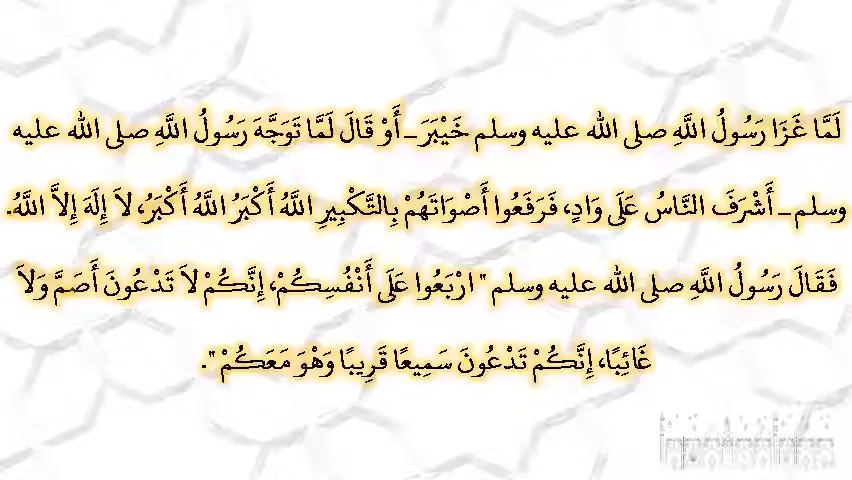 لَمَّا غَزَا رَسُولُ اللَّهِ صلى الله عليه وسلم خَيْبَرَ ـ أَوْ قَالَ لَمَّا تَوَجَّهَ رَسُولُ اللَّهِ صلى الله عليه
وسلم ـ أَشْرَفَ النَّاسُ عَلَى وَادٍ، فَرَفَعُوا أَصْوَاتَهُمْ بِالتَّكْبِيرِ اللَّهُ أَكْبَرُ اللَّهُ أَكْبَرُ، لاَ إِلَهَ إِلاَّ اللَّهُ.
فَقَالَ رَسُولُ اللَّهِ صلى الله عليه وسلم " ارْبَعُوا عَلَى أَنْفُسِكُمْ، إِنَّكُمْ لاَ تَدْعُونَ أَصَمَّ وَلاَ
غَائِبًا، إِنَّكُمْ تَدْعُونَ سَمِيعًا قَرِيبًا وَهْوَ مَعَكُمْ ".